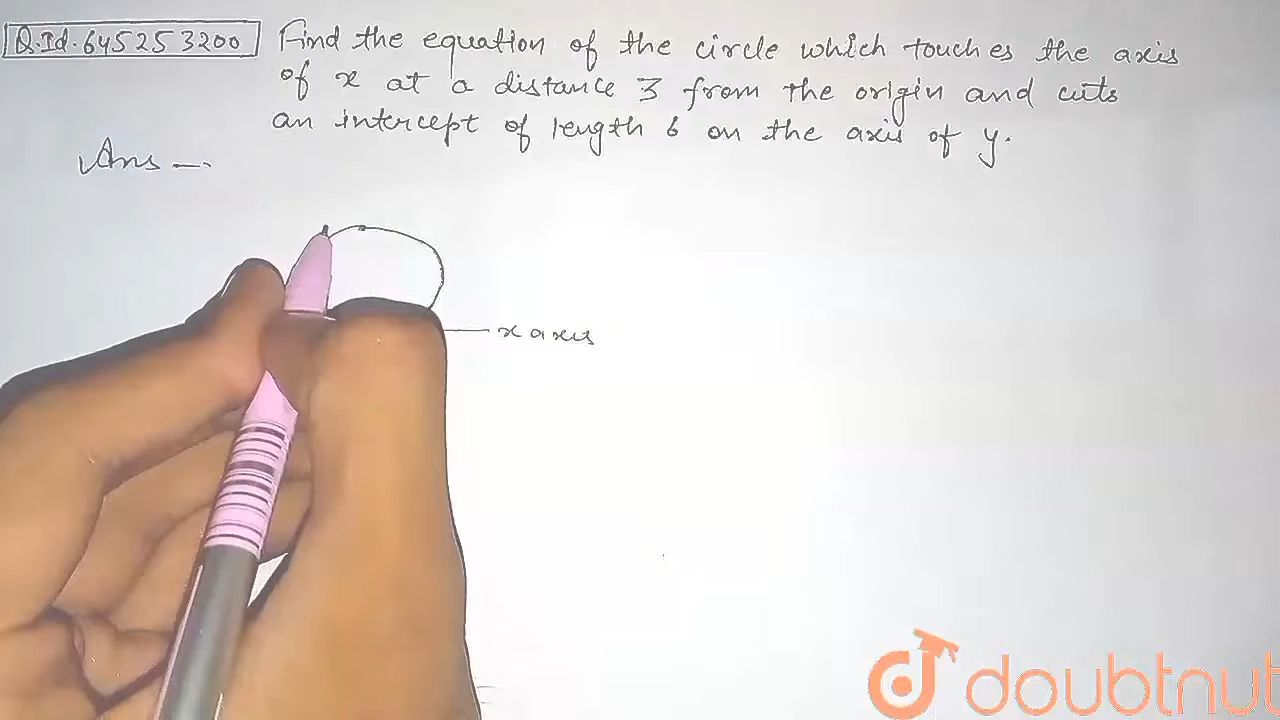 Q.Id.645253200 Find the equation of the circle which touches the axis
of x at a distance 3 from the origin and cuts
an intercept of length 6 on the axis of y.
Ans →
x axis
doubtnut